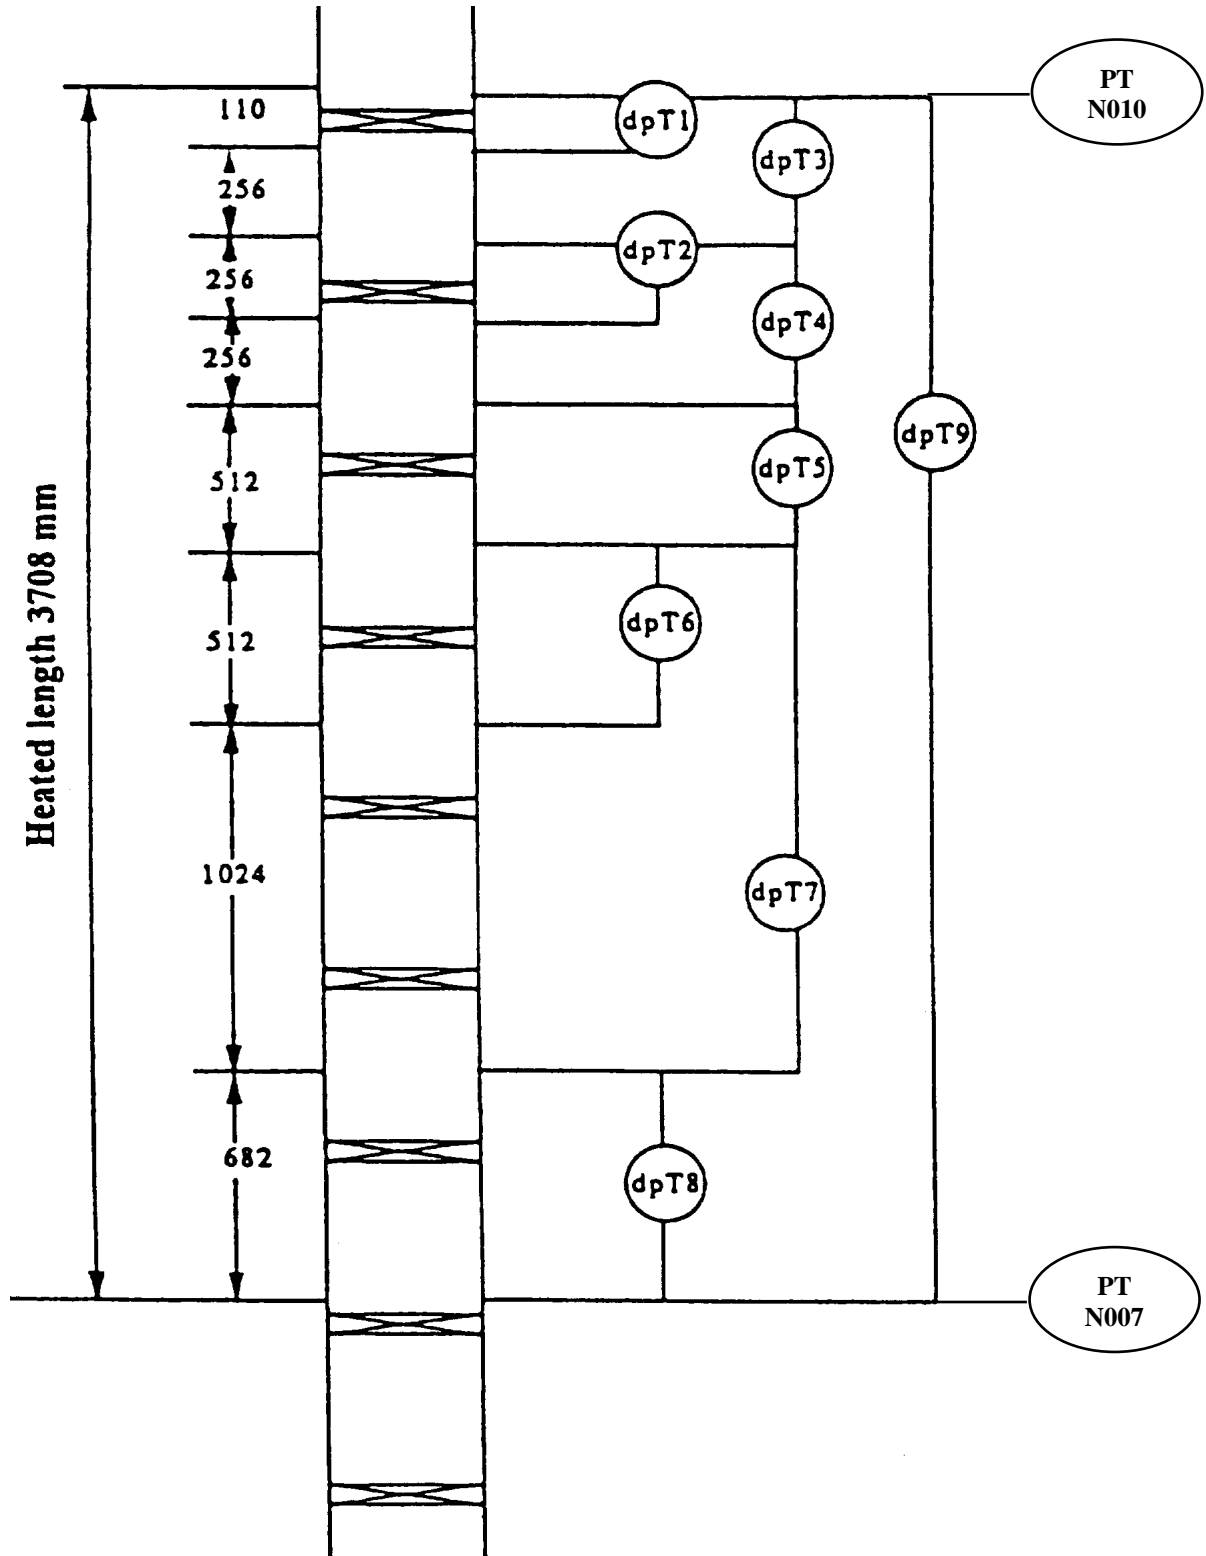 PT
N010
110
dpT1
dpT3
256
dpT2
256
dpT4
256
dpT9
dpT5
512
Heated length 3708 mm
dpT6
512
1024
dpT7
682
dpT8
PT
N007